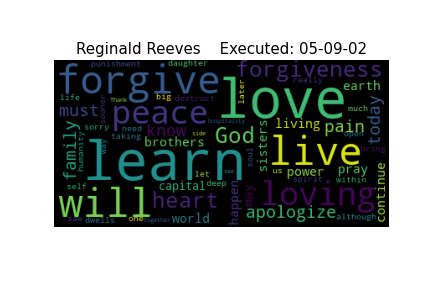 Reginald Reeves    Executed: 05-09-02
punishment daughter
forgive love forgiveness
really
life sooner Thank big destruct later earth
must peace much today
hospitality
sorry need know God living pain open
humanity taking side
family way brothers sisters bring
learn soul live
see us power pray
self let spirit within
capital deep
will heart happen may loving continue
world apologize although
saw dwells one together